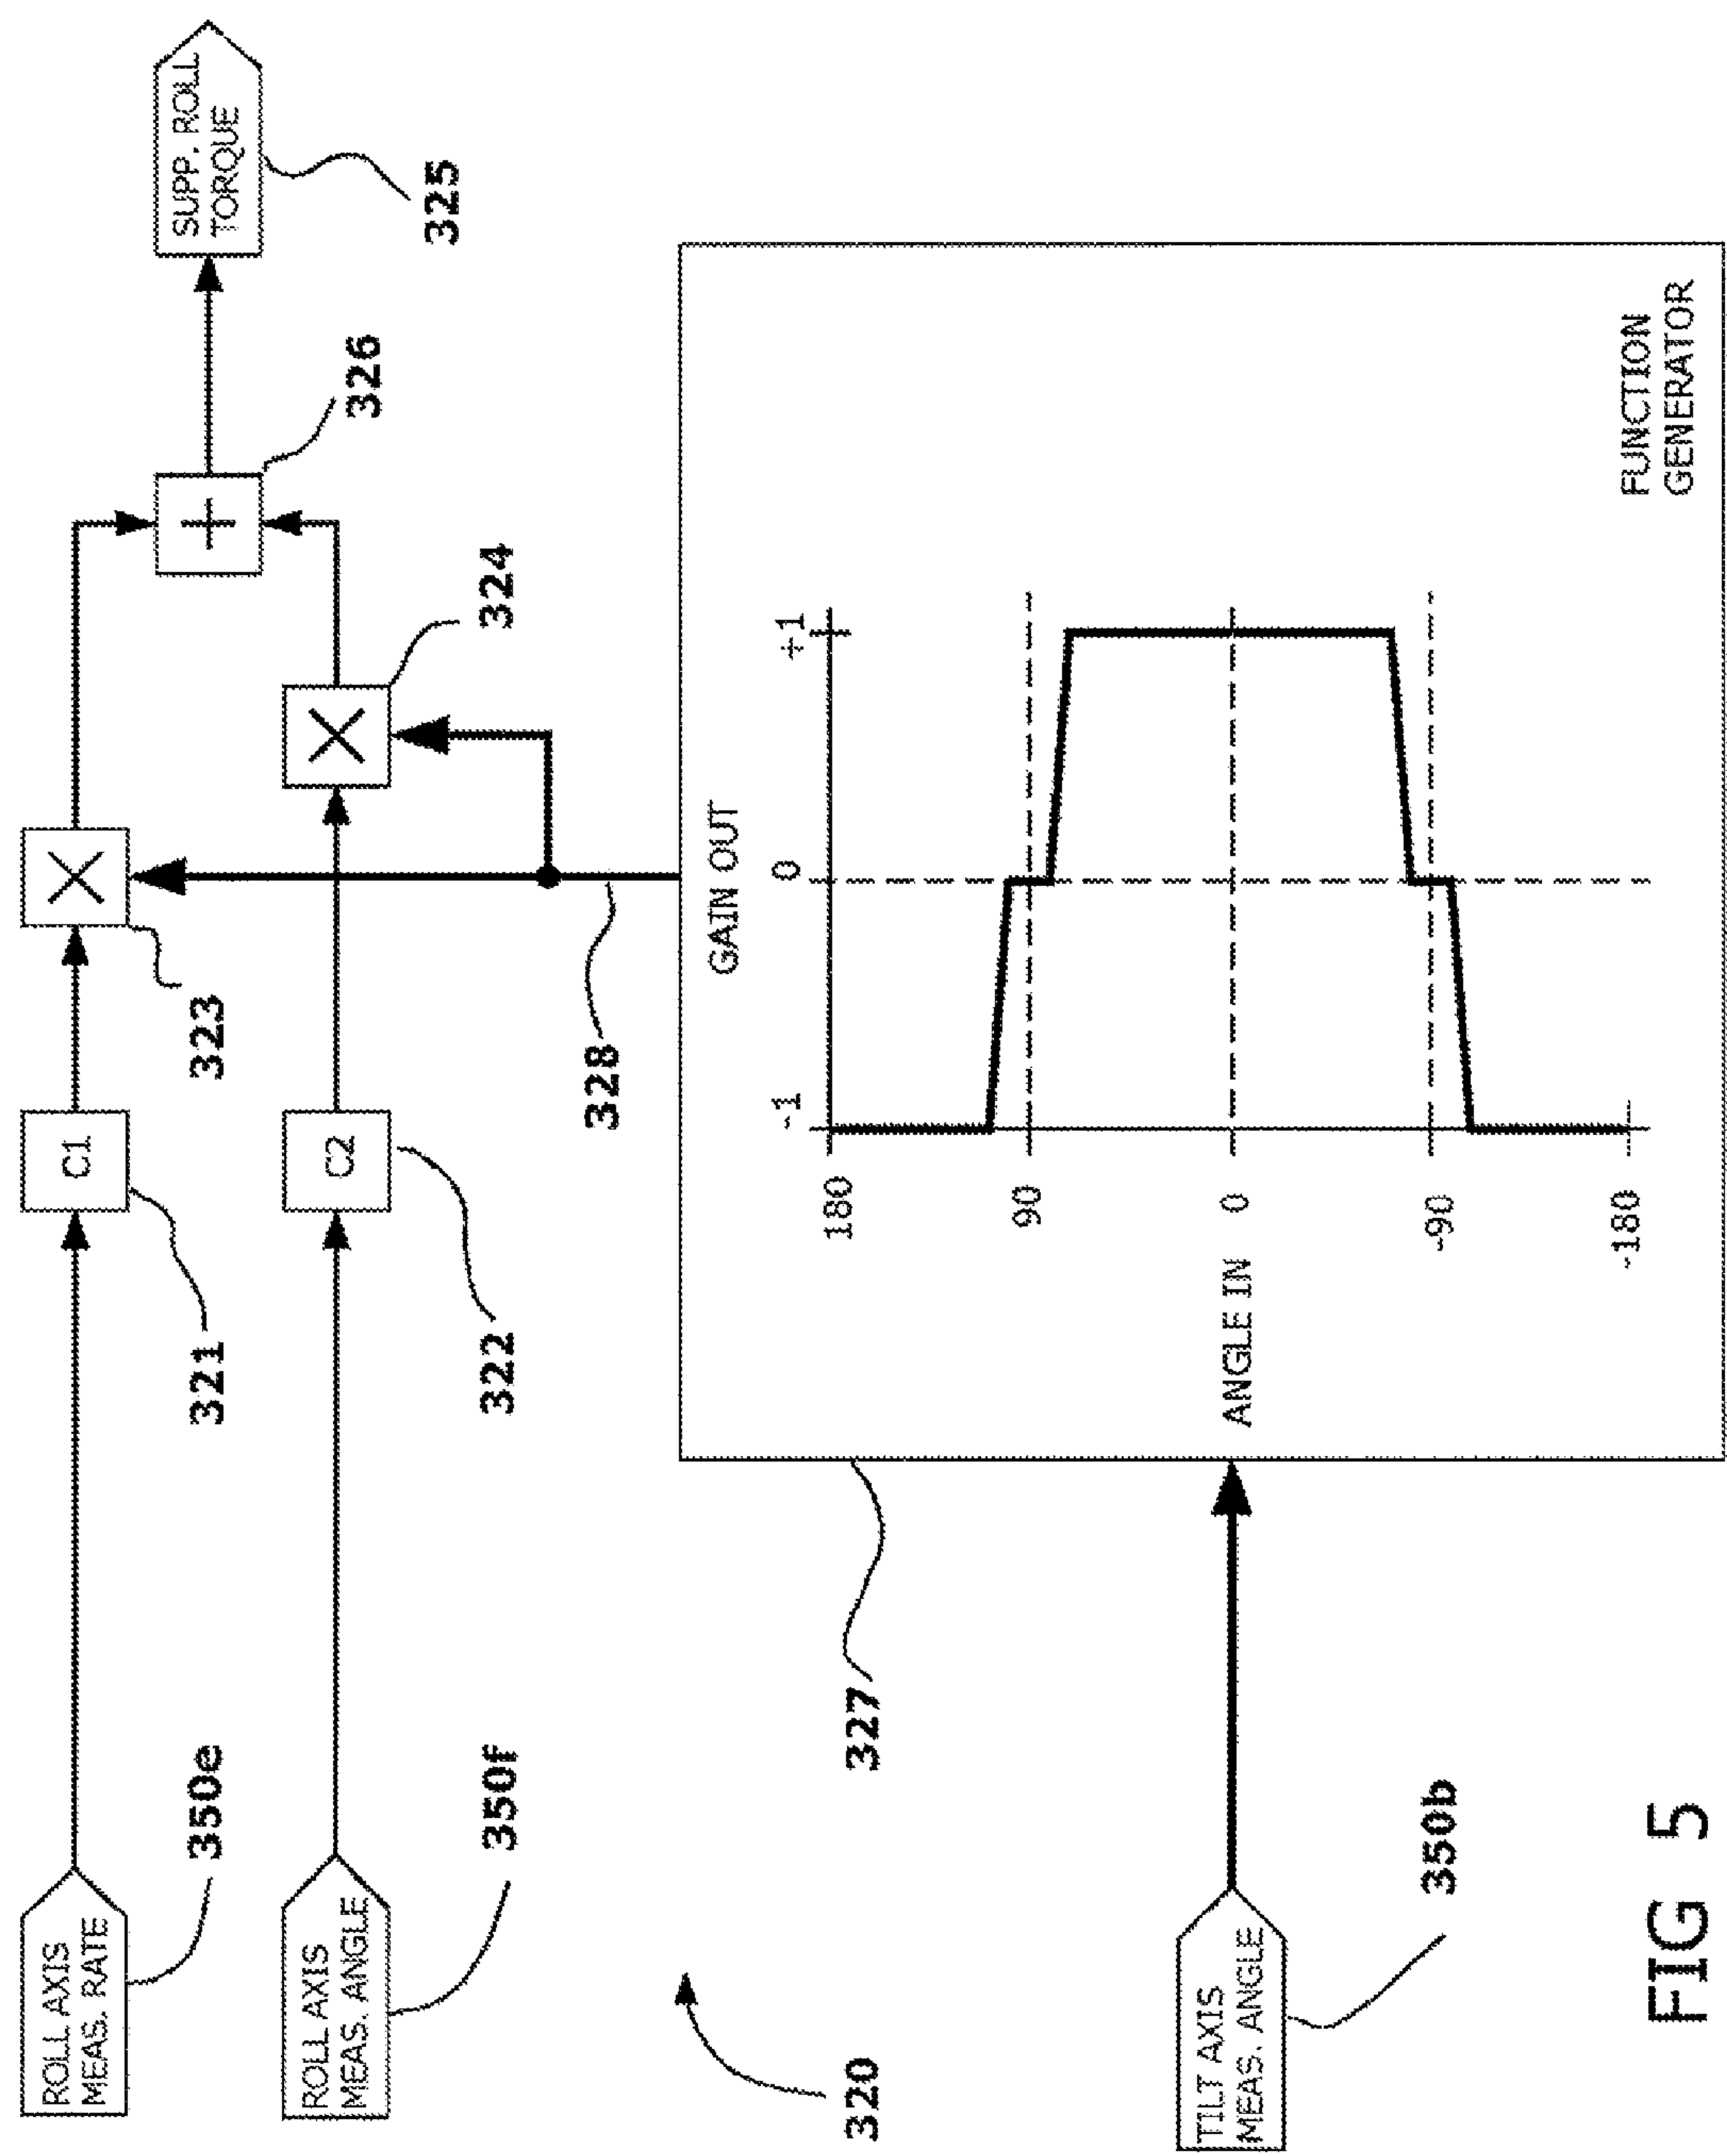 ROLL AXIS
MEAS. RATE
350e
C1
321
323
ROLL AXIS
MEAS. ANGLE
350f
C2
322
324
326
SUPP. ROLL
TORQUE
325
328
GAIN OUT
-1
0
+1
180
90
ANGLE IN
0
-90
-180
FUNCTION
GENERATOR
327
320
TILT AXIS
MEAS. ANGLE
350b
FIG 5